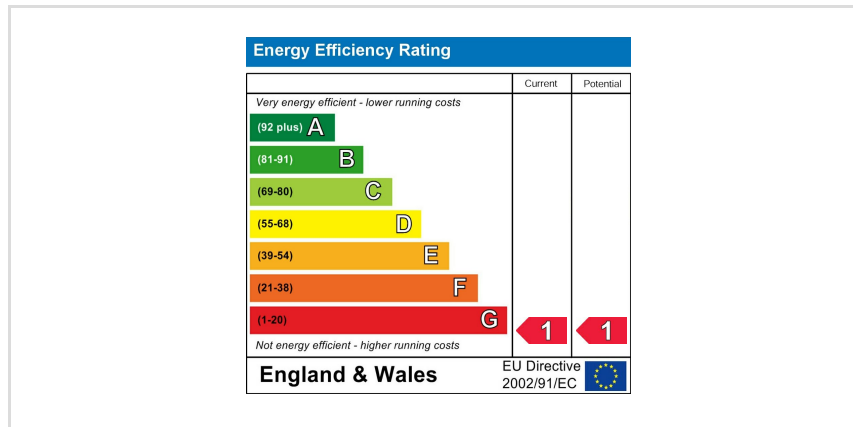 Energy Efficiency Rating
Current Potential
Very energy efficient - lower running costs
(92 plus) A
(81-91) B
(69-80) C
(55-68) D
(39-54) E
(21-38) F
(1-20) G 1 1
Not energy efficient - higher running costs
England & Wales
EU Directive
2002/91/EC